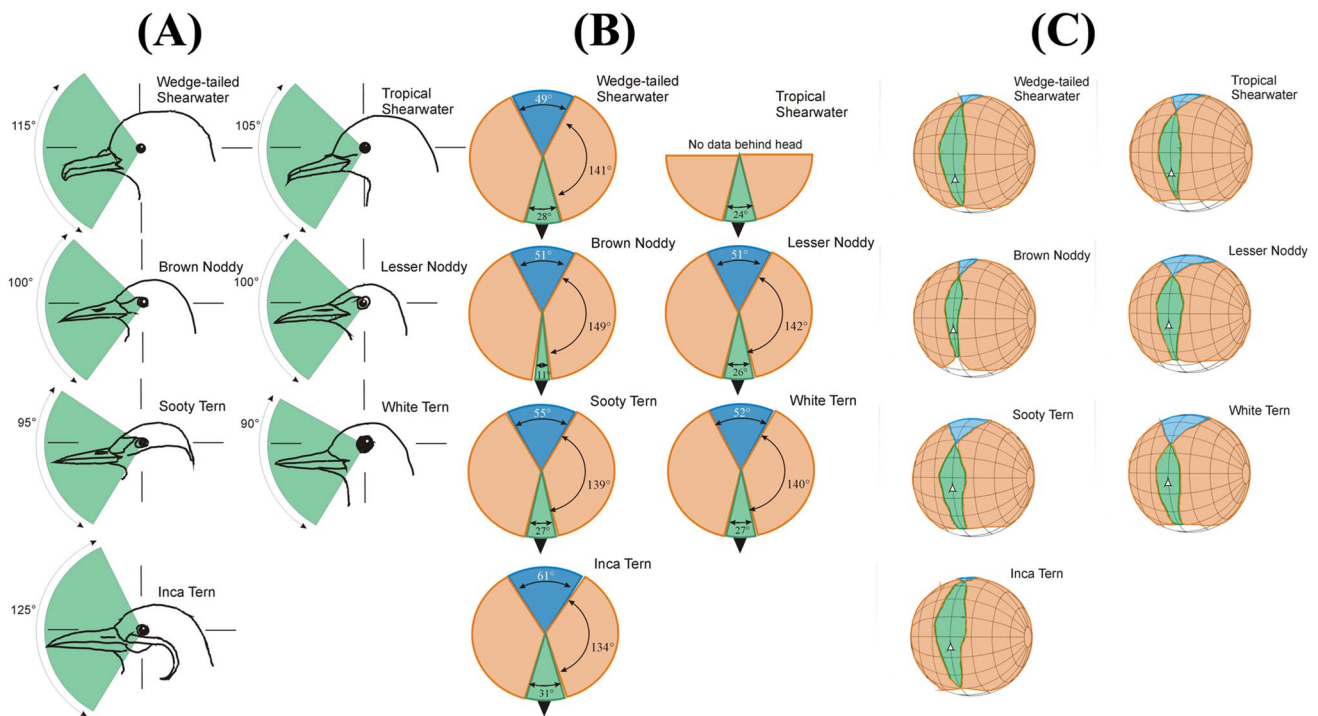 (A)
(B)
(C)
Wedge-tailed
Shearwater
115°
Tropical
Shearwater
105°
Wedge-tailed
Shearwater
49°
141°
28°
Tropical
Shearwater
No data behind head
24°
Wedge-tailed
Shearwater
Tropical
Shearwater
Brown Noddy
100°
Lesser Noddy
100°
Brown Noddy
51°
149°
11°
Lesser Noddy
51°
142°
26°
Brown Noddy
Lesser Noddy
Sooty Tern
95°
White Tern
90°
Sooty Tern
55°
139°
27°
White Tern
52°
140°
27°
Sooty Tern
White Tern
Inca Tern
125°
Inca Tern
61°
134°
31°
Inca Tern